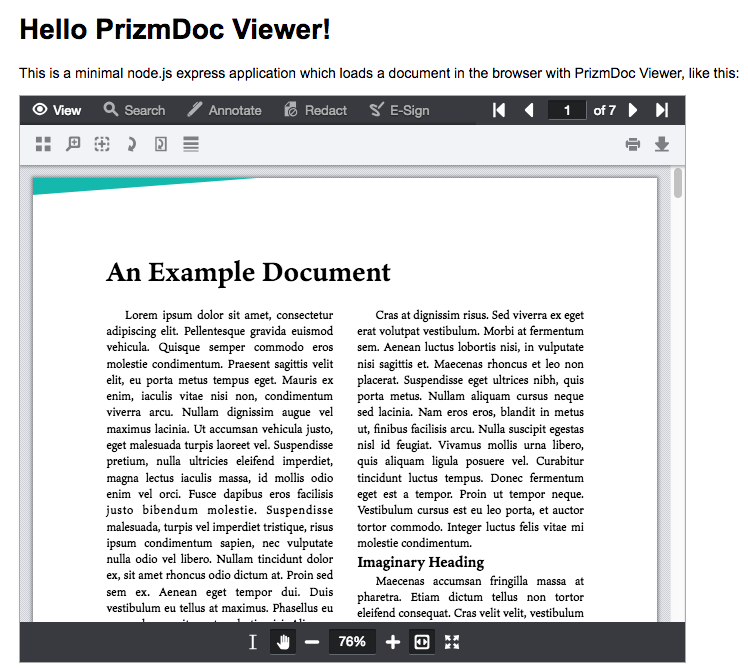 Hello PrizmDoc Viewer!
This is a minimal node.js express application which loads a document in the browser with PrizmDoc Viewer, like this:
View Search Annotate Redact E-Sign 1 of 7
An Example Document
Lorem ipsum dolor sit amet, consectetur
adipiscing elit. Pellentesque gravida euismod
vehicula. Quisque semper commodo eros
molestie condimentum. Praesent sagittis velit
elit, eu porta metus tempus eget. Mauris ex
enim, iaculis vitae nisi non, condimentum
viverra arcu. Nullam dignissim augue vel
maximus lacinia. Ut accumsan vehicula justo,
eget malesuada turpis laoreet vel. Suspendisse
pretium, nulla ultricies eleifend imperdiet,
magna lectus iaculis massa, id mollis odio
enim vel orci. Fusce dapibus eros facilisis
justo bibendum molestie. Suspendisse
malesuada, turpis vel imperdiet tristique, risus
ipsum condimentum sapien, nec vulputate
nulla odio vel libero. Nullam tincidunt dolor
ex, sit amet rhoncus odio dictum at. Proin sed
sem ex. Aenean eget tempor dui. Duis
vestibulum eu tellus at maximus. Phasellus eu
Cras at dignissim risus. Sed viverra ex eget
erat volutpat vestibulum. Morbi at fermentum
sem. Aenean luctus lobortis nisi, in vulputate
nisi sagittis et. Maecenas rhoncus et leo non
placerat. Suspendisse eget ultrices nibh, quis
porta metus. Nullam aliquam cursus neque
sed lacinia. Nam eros eros, blandit in metus
ut, finibus facilisis arcu. Nulla suscipit egestas
nisl id feugiat. Vivamus mollis urna libero,
quis aliquam ligula posuere vel. Curabitur
tincidunt luctus tempus. Donec fermentum
eget est a tempor. Proin ut tempor neque.
Vestibulum cursus est eu leo porta, et auctor
tortor commodo. Integer luctus felis vitae mi
molestie condimentum.
Imaginary Heading
Maecenas accumsan fringilla massa at
pharetra. Etiam dictum tellus non tortor
eleifend consequat. Cras velit velit, vestibulum
76%